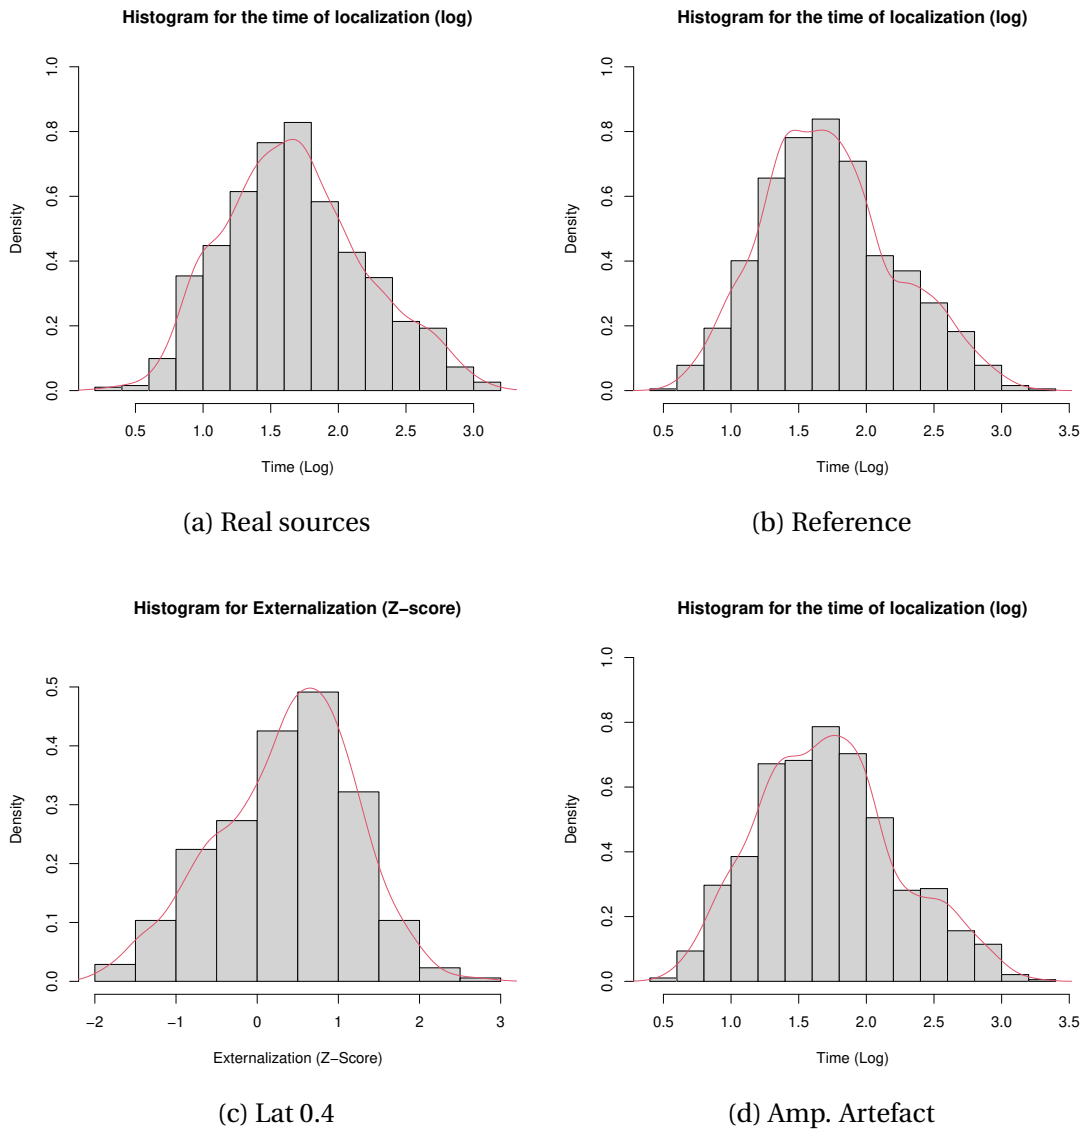 Histogram for the time of localization (log)
Density
0.0 0.2 0.4 0.6 0.8 1.0
0.5 1.0 1.5 2.0 2.5 3.0
Time (Log)
(a) Real sources
Histogram for the time of localization (log)
Density
0.0 0.2 0.4 0.6 0.8 1.0
0.5 1.0 1.5 2.0 2.5 3.0 3.5
Time (Log)
(b) Reference
Histogram for Externalization (Z−score)
Density
0.0 0.1 0.2 0.3 0.4 0.5
−2 −1 0 1 2 3
Externalization (Z−Score)
(c) Lat 0.4
Histogram for the time of localization (log)
Density
0.0 0.2 0.4 0.6 0.8 1.0
0.5 1.0 1.5 2.0 2.5 3.0 3.5
Time (Log)
(d) Amp. Artefact